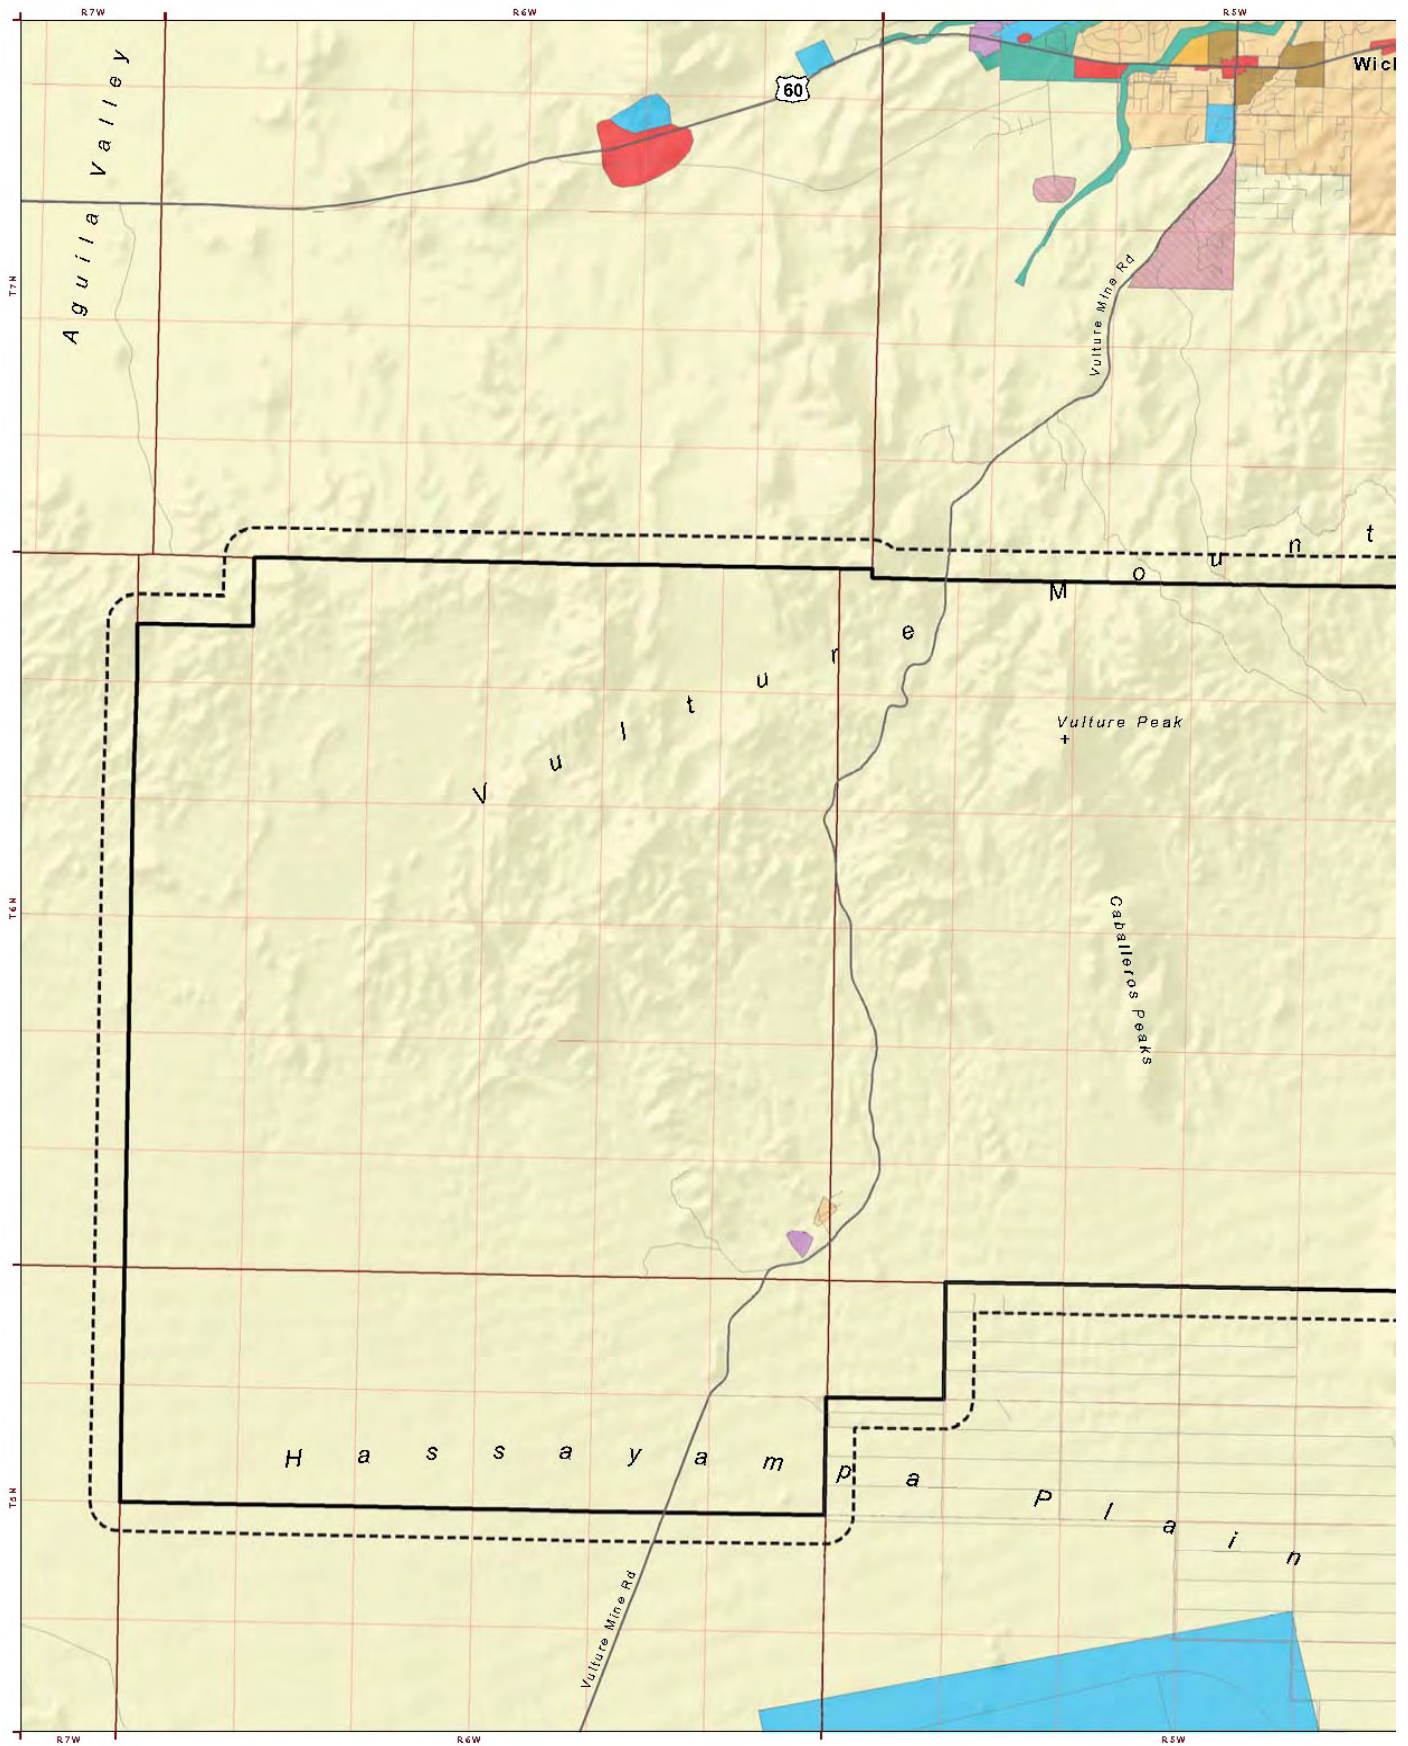 R7W
R6W
R5W
Aguila Valley
60
Wick
T7N
Vulture Mine Rd
Vulture Mount
Vulture Peak
T6N
Caballeros Peaks
T5N
Hassayampa Plain
Vulture Mine Rd
R7W
R6W
R5W